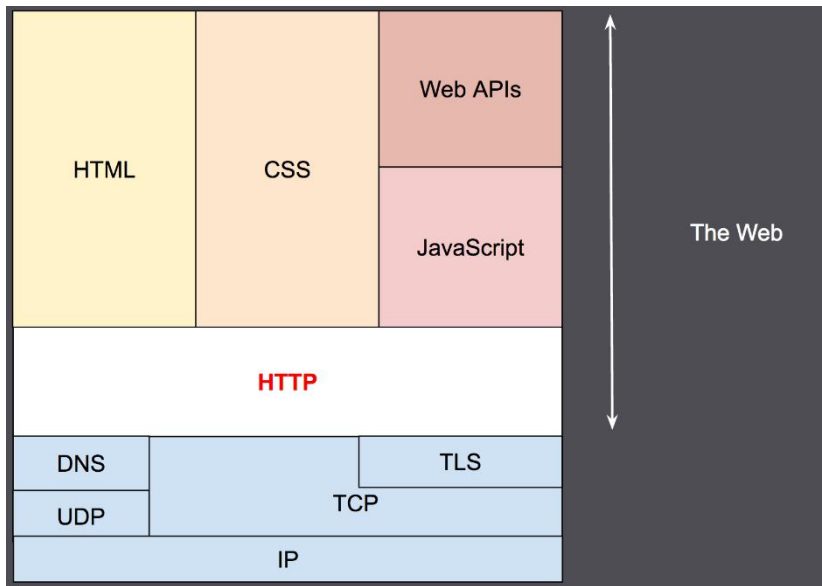 Web APIs
HTML
CSS
JavaScript
The Web
HTTP
DNS
TLS
TCP
UDP
IP